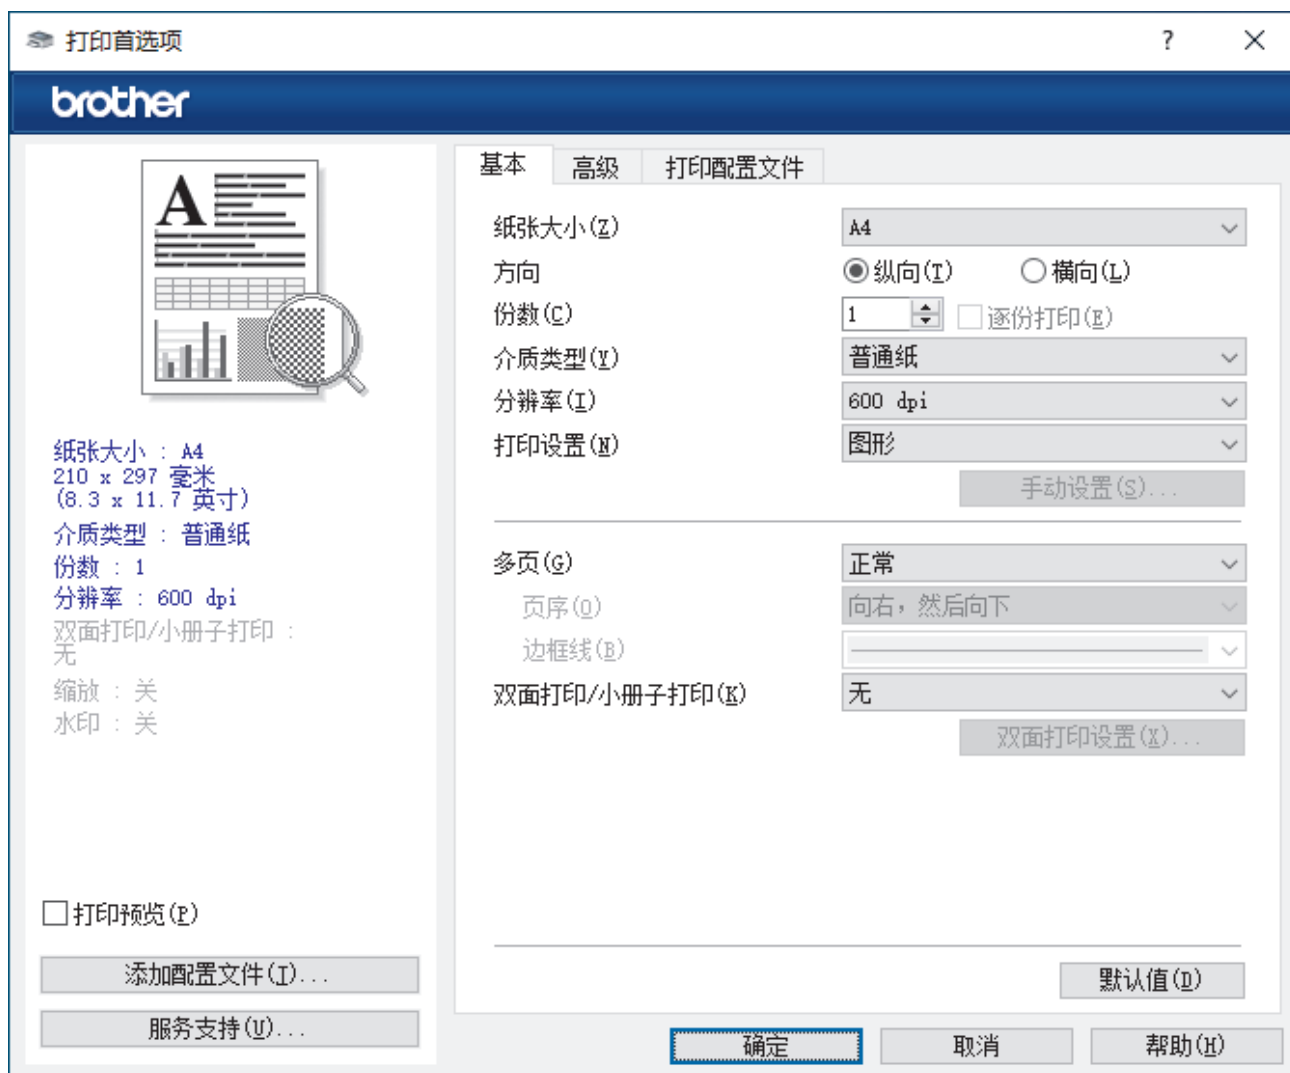 打印首选项
?
brother
A
纸张大小 : A4
210 x 297 毫米
(8.3 x 11.7 英寸)
介质类型 : 普通纸
份数 : 1
分辨率 : 600 dpi
双面打印/小册子打印 :
无
缩放 : 关
水印 : 关
打印预览(P)
添加配置文件(I)...
服务支持(U)...
基本 高级 打印配置文件
纸张大小(Z) A4
方向 纵向(T) 横向(L)
份数(C) 1 逐份打印(E)
介质类型(Y) 普通纸
分辨率(I) 600 dpi
打印设置(N) 图形
手动设置(S)...
多页(G) 正常
页序(O) 向右，然后向下
边框线(B)
双面打印/小册子打印(K) 无
双面打印设置(X)...
默认值(D)
确定 取消 帮助(H)